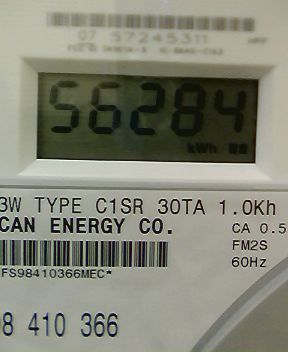 07 57245311
56284
kWh
3W TYPE C1SR 30TA 1.0Kh
CAN ENERGY CO.
CA 0.5
FM2S
60Hz
FS98410366MEC*
98 410 366